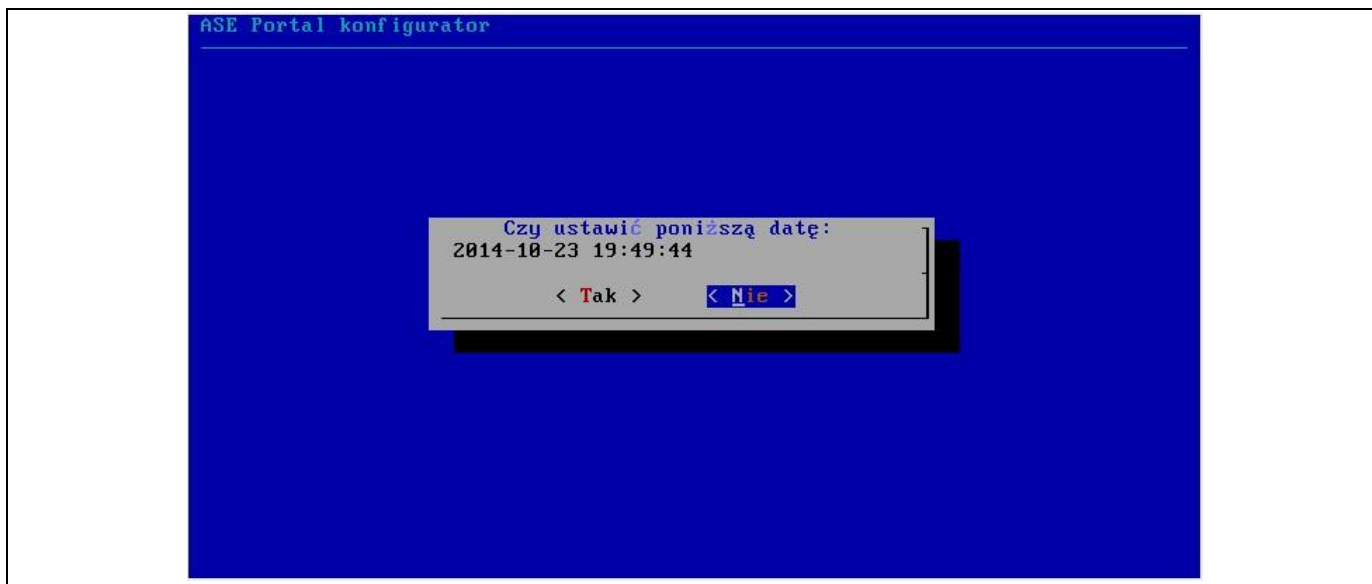 ASE Portal konfigurator
Czy ustawić poniższą datę:
2014-10-23 19:49:44
< Tak > < Nie >